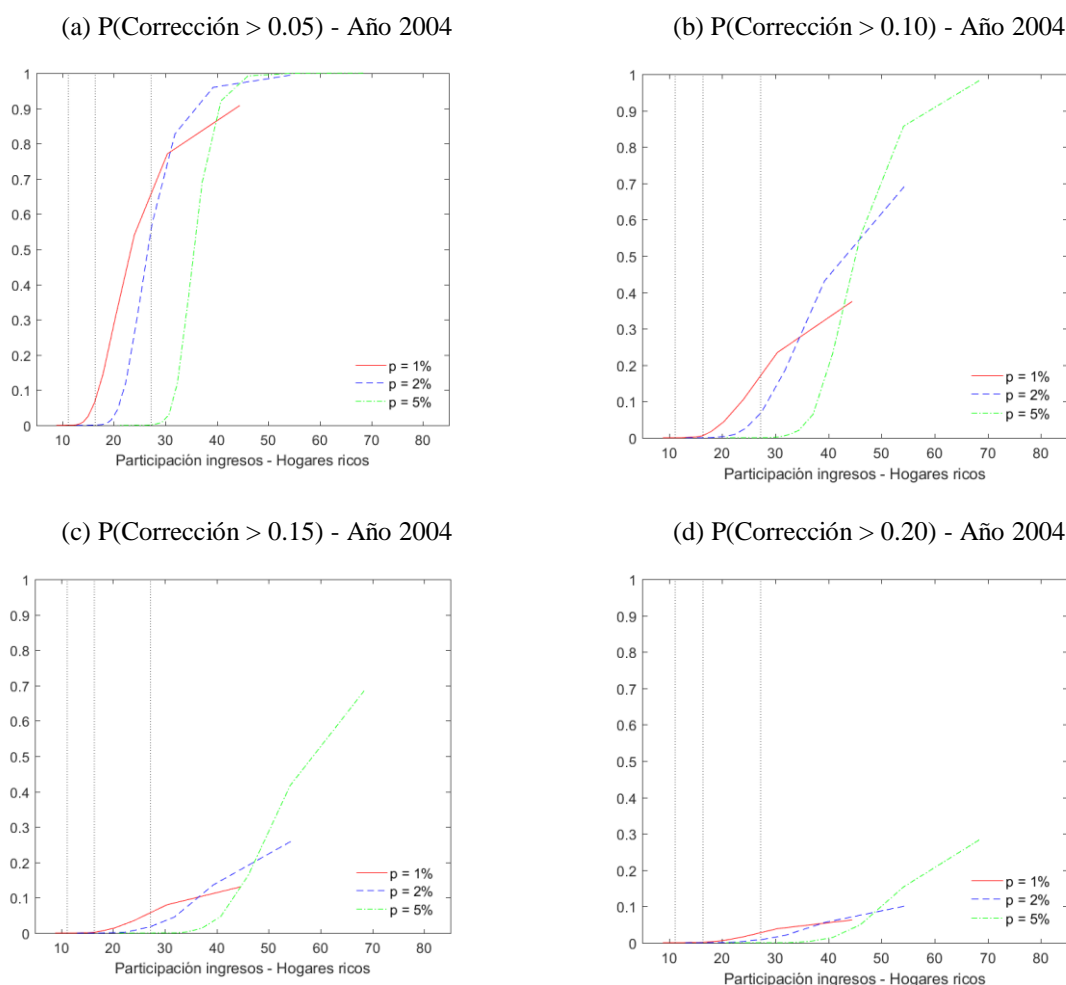 (a) P(Corrección > 0.05) - Año 2004
1
0.9
0.8
0.7
0.6
0.5
0.4
0.3
0.2
0.1
0
10 20 30 40 50 60 70 80
p = 1%
p = 2%
p = 5%
Participación ingresos - Hogares ricos
(b) P(Corrección > 0.10) - Año 2004
1
0.9
0.8
0.7
0.6
0.5
0.4
0.3
0.2
0.1
0
10 20 30 40 50 60 70 80
p = 1%
p = 2%
p = 5%
Participación ingresos - Hogares ricos
(c) P(Corrección > 0.15) - Año 2004
1
0.9
0.8
0.7
0.6
0.5
0.4
0.3
0.2
0.1
0
10 20 30 40 50 60 70 80
p = 1%
p = 2%
p = 5%
Participación ingresos - Hogares ricos
(d) P(Corrección > 0.20) - Año 2004
1
0.9
0.8
0.7
0.6
0.5
0.4
0.3
0.2
0.1
0
10 20 30 40 50 60 70 80
p = 1%
p = 2%
p = 5%
Participación ingresos - Hogares ricos